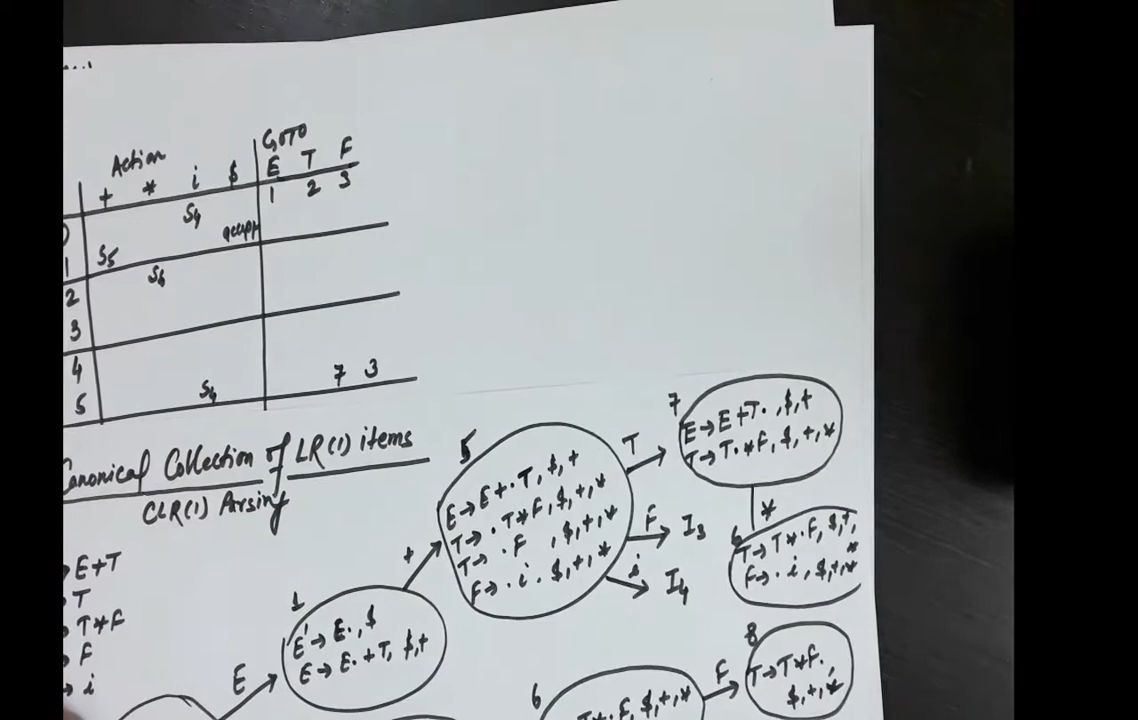 ....
GOTO
Action
+ * i $ E T F
S4 1 2 3
1 S5 accept
2 S6
3
4
5 S4 7 3
Canonical Collection of LR(1) items
CLR(1) Parsing
→ E+T
→ T
→ T*F
→ F
→ i
E
1
E' → E. , $
E → E. + T, $,+
+
5
E → E + . T, $, +
T → . T * F, $, +, *
T → . F , $, +, *
F → . i . $, +, *
T
F I3
i I4
7
E → E + T . , $, +
T → T . * F, $, +, *
*
6
T → T * . F, $, +, *
F → . i , $, +, *
6
T* . F, $, +, *
F
8
T → T * F . ,
$, +, *